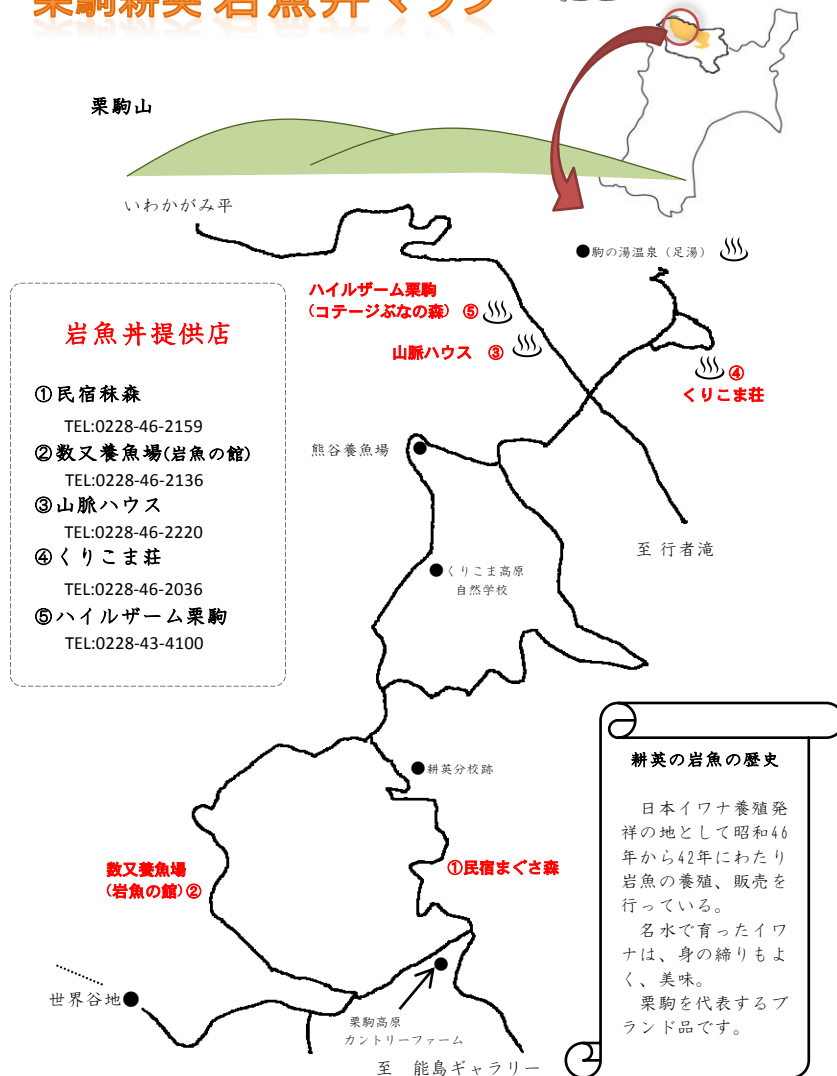 栗駒耕英 岩魚丼マップ
栗駒山
いわかがみ平
●駒の湯温泉（足湯）
ハイルザーム栗駒
(コテージぶなの森) ⑤
山脈ハウス ③
④
くりこま荘
岩魚丼提供店
①民宿秣森
TEL:0228-46-2159
②数又養魚場(岩魚の館)
TEL:0228-46-2136
③山脈ハウス
TEL:0228-46-2220
④くりこま荘
TEL:0228-46-2036
⑤ハイルザーム栗駒
TEL:0228-43-4100
熊谷養魚場
至 行者滝
くりこま高原
自然学校
耕英分校跡
数又養魚場
(岩魚の館)②
①民宿まぐさ森
世界谷地
栗駒高原
カントリーファーム
至 能島ギャラリー
耕英の岩魚の歴史
日本イワナ養殖発
祥の地として昭和46
年から42年にわたり
岩魚の養殖、販売を
行っている。
名水で育ったイワ
ナは、身の締りもよ
く、美味。
栗駒を代表するブ
ランド品です。